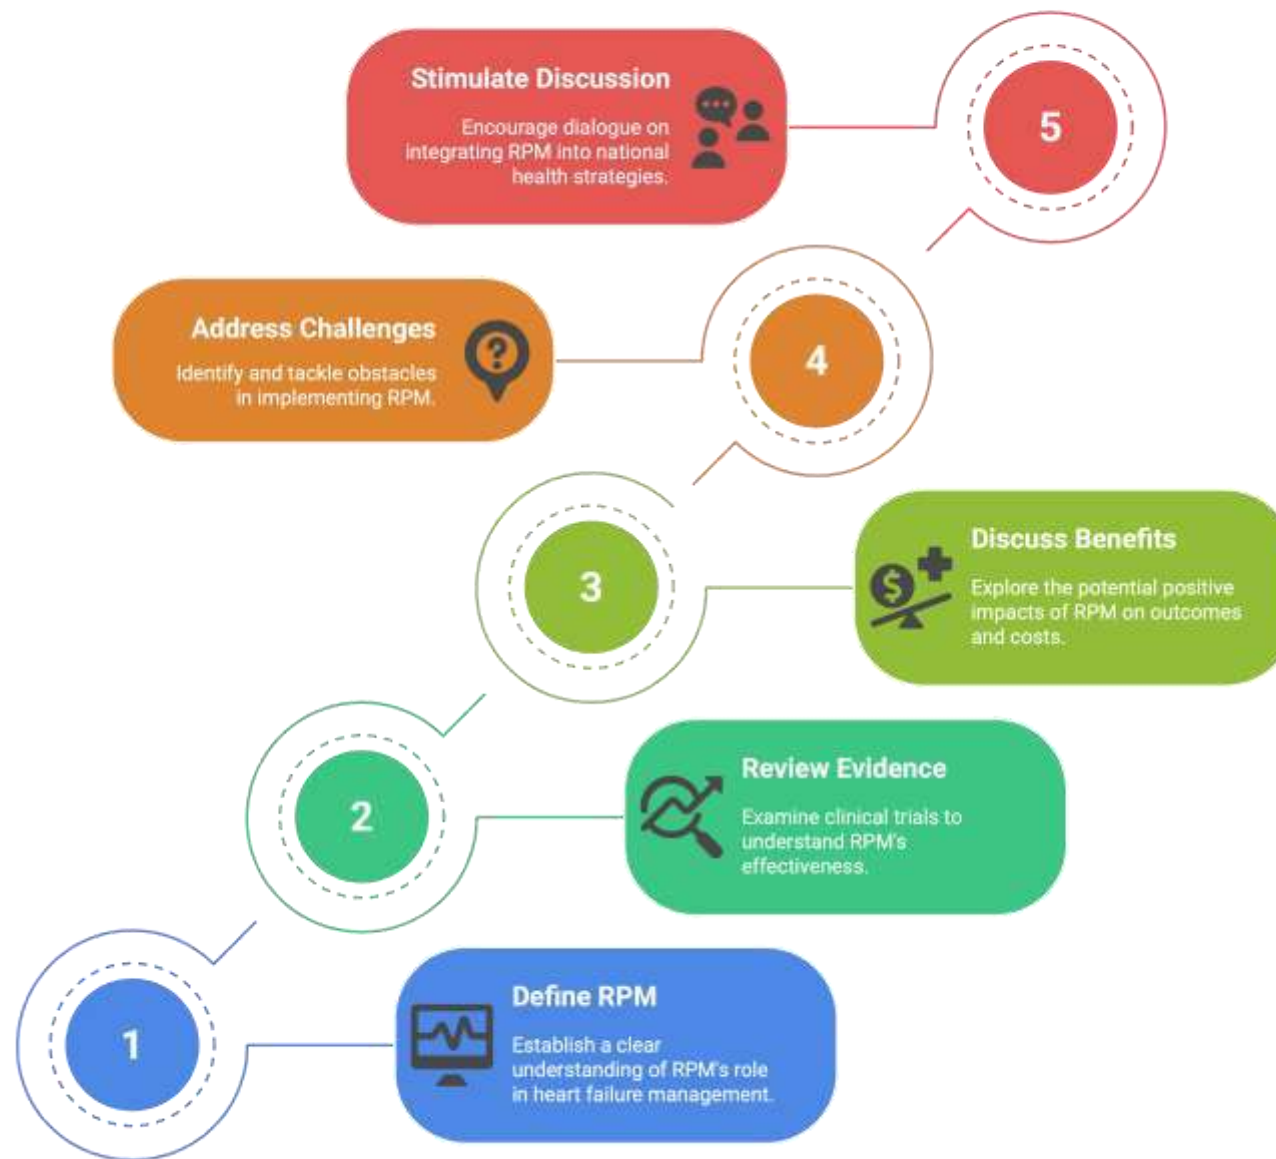 Stimulate Discussion
Encourage dialogue on
integrating RPM into national
health strategies.
5
Address Challenges
Identify and tackle obstacles
in implementing RPM.
?
4
3
Discuss Benefits
$
Explore the potential positive
impacts of RPM on outcomes
and costs.
2
Review Evidence
Examine clinical trials to
understand RPM's
effectiveness.
1
Define RPM
Establish a clear
understanding of RPM's role
in heart failure management.